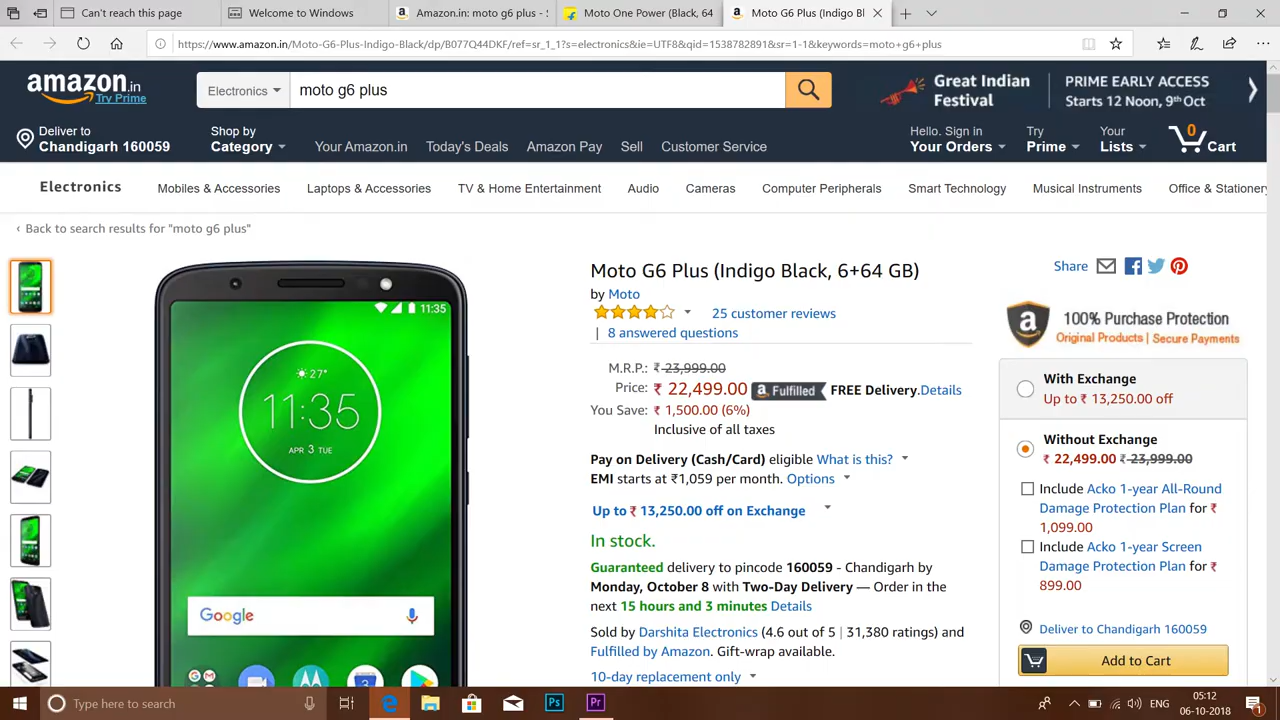 Can't reach this page
Welcome to Windows
Amazon.in: moto g6 plus - S
Moto One Power (Black, 64
Moto G6 Plus (Indigo Bl
https://www.amazon.in/Moto-G6-Plus-Indigo-Black/dp/B077Q44DKF/ref=sr_1_1?s=electronics&ie=UTF8&qid=1538782891&sr=1-1&keywords=moto+g6+plus
amazon.in
Try Prime
Electronics
moto g6 plus
Great Indian
Festival
PRIME EARLY ACCESS
Starts 12 Noon, 9th Oct
Deliver to
Chandigarh 160059
Shop by
Category
Your Amazon.in
Today's Deals
Amazon Pay
Sell
Customer Service
Hello. Sign in
Your Orders
Try
Prime
Your
Lists
0
Cart
Electronics
Mobiles & Accessories
Laptops & Accessories
TV & Home Entertainment
Audio
Cameras
Computer Peripherals
Smart Technology
Musical Instruments
Office & Stationery
‹ Back to search results for "moto g6 plus"
11:35
27°
11:35
APR 3 TUE
Google
3
Moto G6 Plus (Indigo Black, 6+64 GB)
by Moto
25 customer reviews
| 8 answered questions
M.R.P.: ₹ 23,999.00
Price: ₹ 22,499.00 a Fulfilled FREE Delivery.Details
You Save: ₹ 1,500.00 (6%)
Inclusive of all taxes
Pay on Delivery (Cash/Card) eligible What is this?
EMI starts at ₹1,059 per month. Options
Up to ₹ 13,250.00 off on Exchange
In stock.
Guaranteed delivery to pincode 160059 - Chandigarh by
Monday, October 8 with Two-Day Delivery — Order in the
next 15 hours and 3 minutes Details
Sold by Darshita Electronics (4.6 out of 5 | 31,380 ratings) and
Fulfilled by Amazon. Gift-wrap available.
10-day replacement only
Share
a
100% Purchase Protection
Original Products | Secure Payments
With Exchange
Up to ₹ 13,250.00 off
Without Exchange
₹ 22,499.00 ₹ 23,999.00
Include Acko 1-year All-Round
Damage Protection Plan for ₹
1,099.00
Include Acko 1-year Screen
Damage Protection Plan for ₹
899.00
Deliver to Chandigarh 160059
Add to Cart
Type here to search
Ps
Pr
ENG
05:12
06-10-2018
1